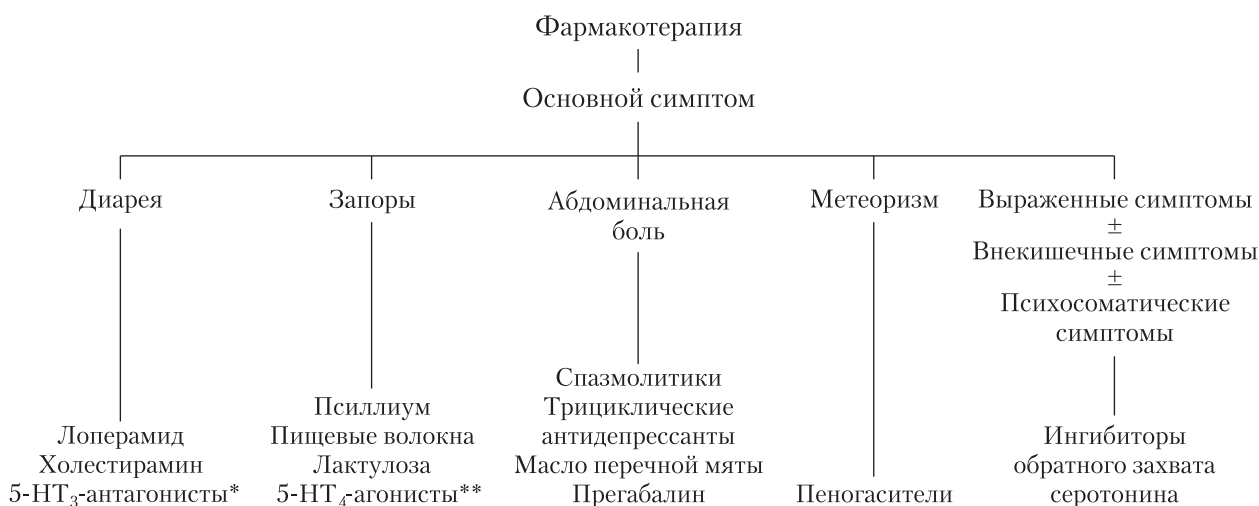 Фармакотерапия
Основной симптом
Диарея
Лоперамид
Холестирамин
5-HT₃-антагонисты*
Запоры
Псиллиум
Пищевые волокна
Лактулоза
5-HT₄-агонисты**
Абдоминальная
боль
Спазмолитики
Трициклические
антидепрессанты
Масло перечной мяты
Прегабалин
Метеоризм
Пеногасители
Выраженные симптомы
±
Внекишечные симптомы
±
Психосоматические
симптомы
Ингибиторы
обратного захвата
серотонина